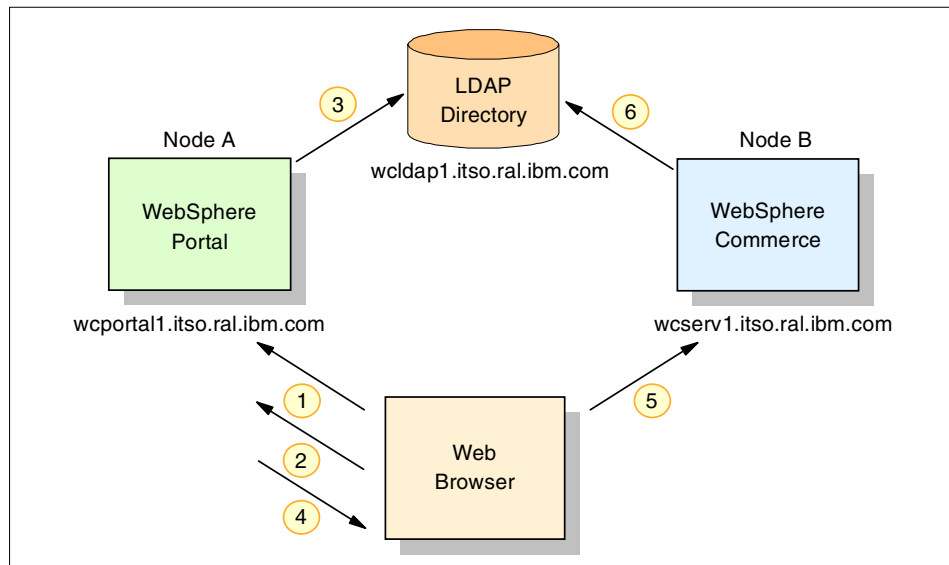 LDAP
Directory
3
6
Node A
Node B
wcldap1.itso.ral.ibm.com
WebSphere
Portal
WebSphere
Commerce
wcportal1.itso.ral.ibm.com
wcserv1.itso.ral.ibm.com
1
5
2
Web
Browser
4